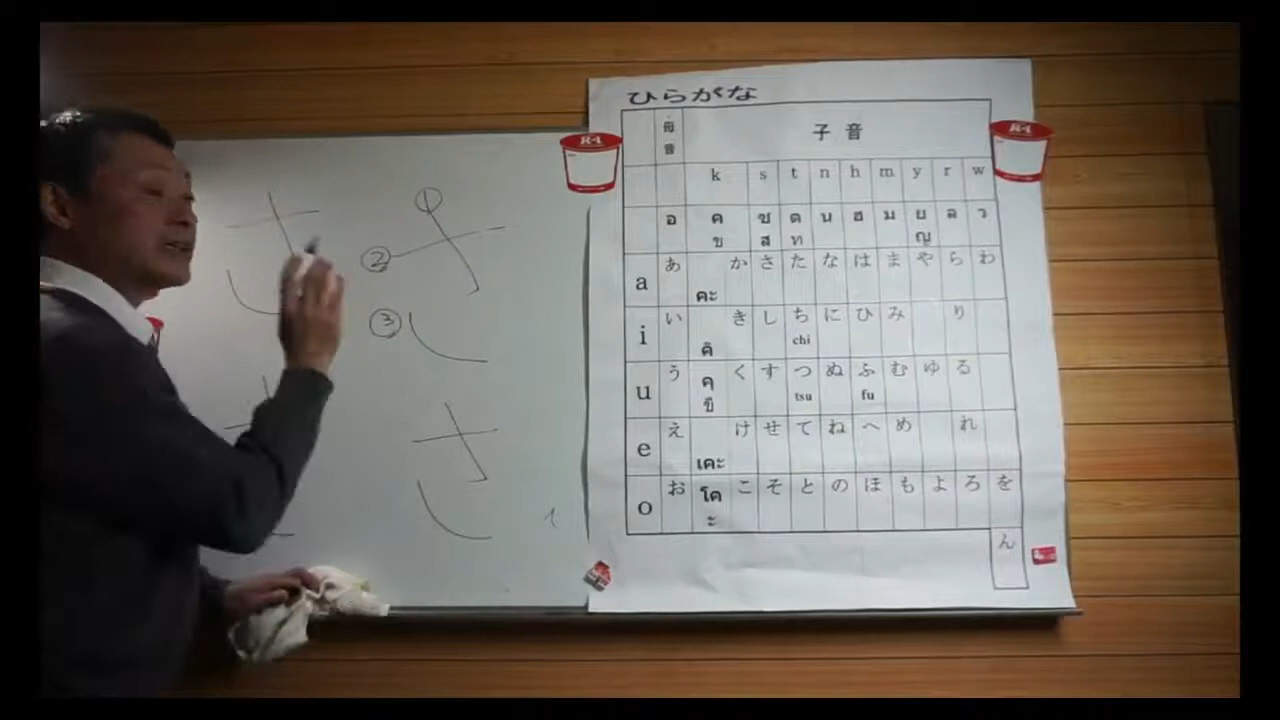 ① ②
③
さ
ひらがな
R-1
R-1
母音 子音
k s t n h m y r w
อ ค ข ซ ส ต ท น ฮ ม ย ญ ล ว
a あ คะ か さ た な は ま や ら わ
i い คิ き し ち chi に ひ み り
u う คุ く す つ tsu ぬ ふ fu む ゆ る
e え เคะ け せ て ね へ め れ
o お โคะ こ そ と の ほ も よ ろ を
ん